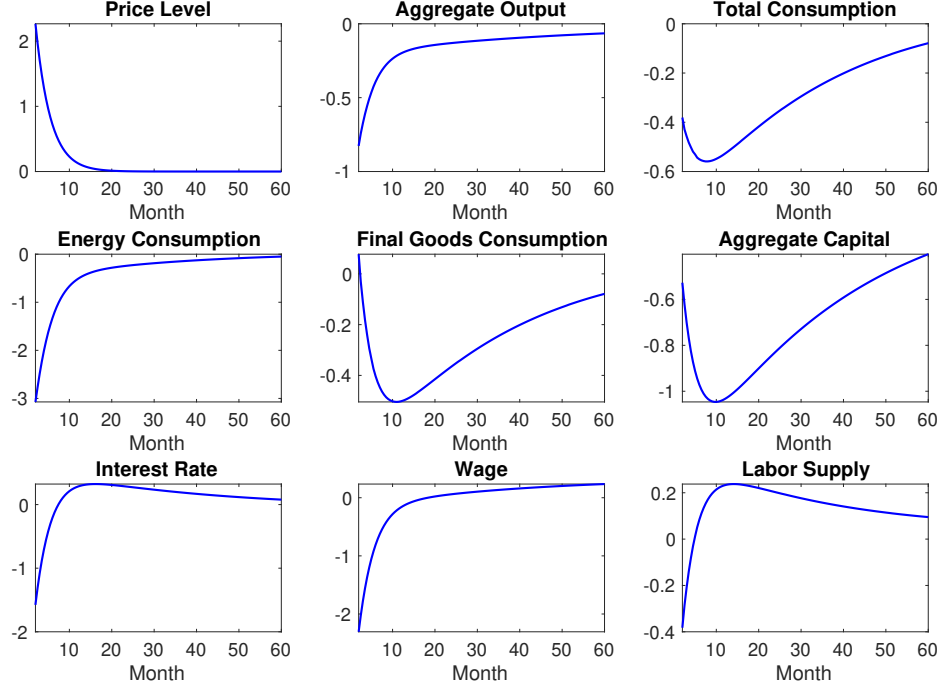 Price Level
2
1
0
10 20 30 40 50 60
Month
Aggregate Output
0
-0.5
-1
10 20 30 40 50 60
Month
Total Consumption
0
-0.2
-0.4
-0.6
10 20 30 40 50 60
Month
Energy Consumption
0
-1
-2
-3
10 20 30 40 50 60
Month
Final Goods Consumption
0
-0.2
-0.4
10 20 30 40 50 60
Month
Aggregate Capital
-0.6
-0.8
-1
10 20 30 40 50 60
Month
Interest Rate
0
-1
-2
10 20 30 40 50 60
Month
Wage
0
-1
-2
10 20 30 40 50 60
Month
Labor Supply
0.2
0
-0.2
-0.4
10 20 30 40 50 60
Month